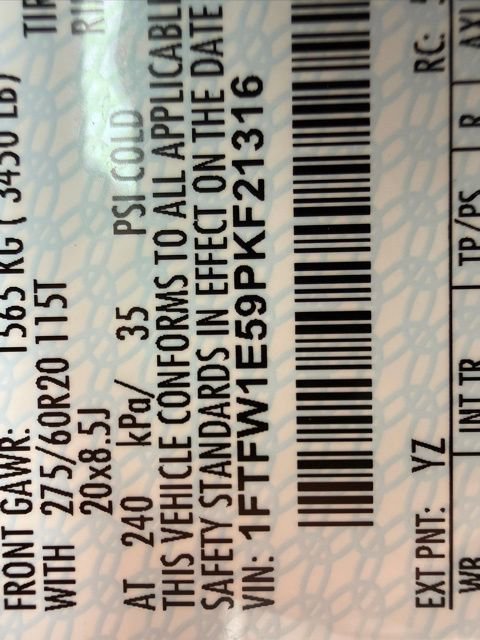 FRONT GAWR: 1565 KG ( 3450 LB) TIR
WITH 275/60R20 115T
20x8.5J
AT 240 kPa/ 35 PSI COLD
THIS VEHICLE CONFORMS TO ALL APPLICABL
SAFETY STANDARDS IN EFFECT ON THE DATE
VIN: 1FTFW1E59PKF21316
EXT PNT: YZ RC:
WB INT TR TP/PS R AXL